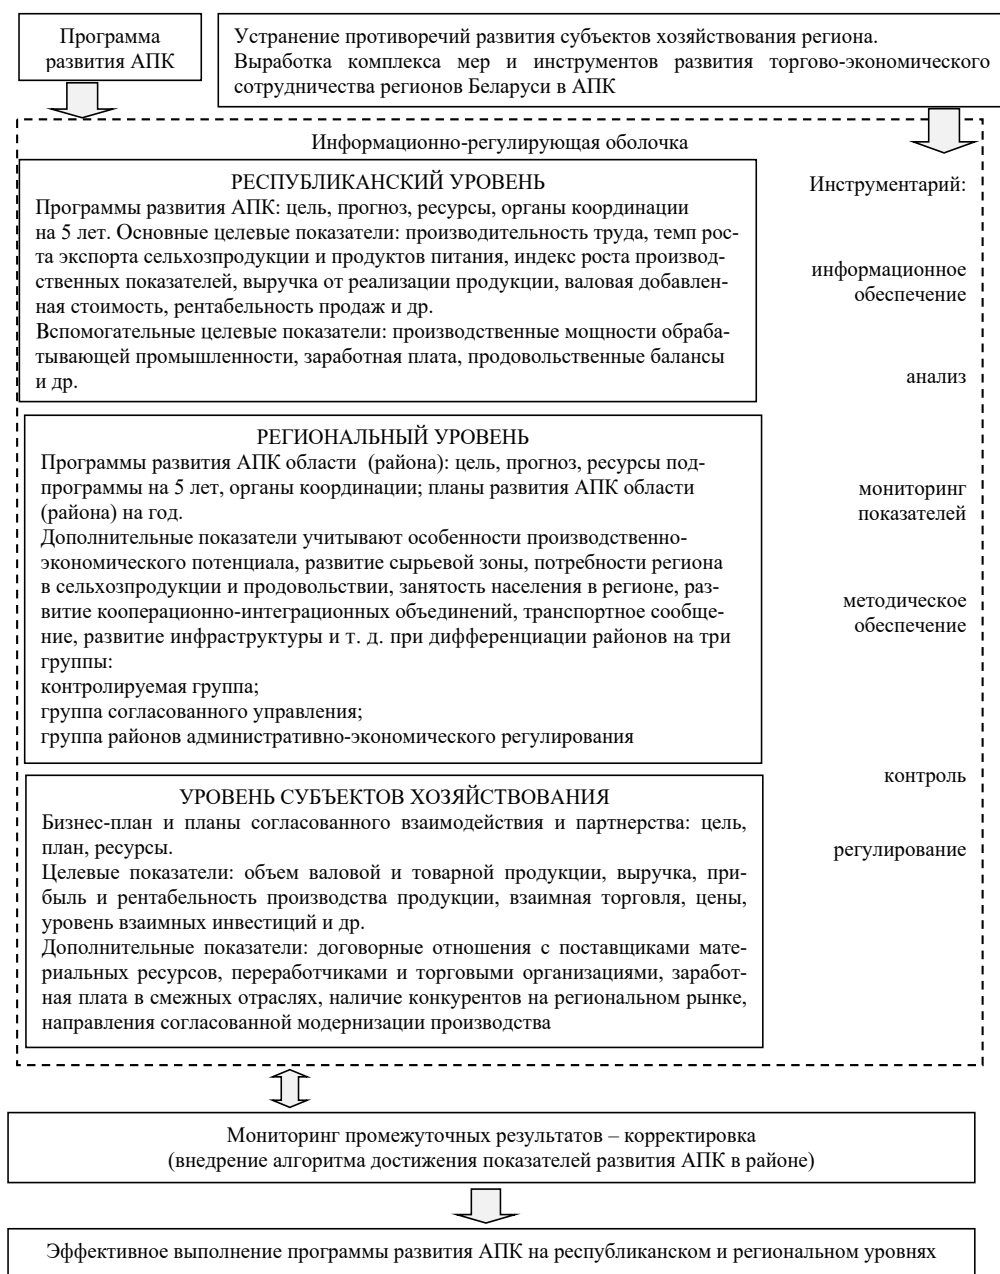 Программа
развития АПК
Устранение противоречий развития субъектов хозяйствования региона.
Выработка комплекса мер и инструментов развития торгово-экономического
сотрудничества регионов Беларуси в АПК
Информационно-регулирующая оболочка
РЕСПУБЛИКАНСКИЙ УРОВЕНЬ
Программы развития АПК: цель, прогноз, ресурсы, органы координации
на 5 лет. Основные целевые показатели: производительность труда, темп рос-
та экспорта сельхозпродукции и продуктов питания, индекс роста производ-
ственных показателей, выручка от реализации продукции, валовая добавлен-
ная стоимость, рентабельность продаж и др.
Вспомогательные целевые показатели: производственные мощности обраба-
тывающей промышленности, заработная плата, продовольственные балансы
и др.
РЕГИОНАЛЬНЫЙ УРОВЕНЬ
Программы развития АПК области (района): цель, прогноз, ресурсы под-
программы на 5 лет, органы координации; планы развития АПК области
(района) на год.
Дополнительные показатели учитывают особенности производственно-
экономического потенциала, развитие сырьевой зоны, потребности региона
в сельхозпродукции и продовольствии, занятость населения в регионе, раз-
витие кооперационно-интеграционных объединений, транспортное сообще-
ние, развитие инфраструктуры и т. д. при дифференциации районов на три
группы:
контролируемая группа;
группа согласованного управления;
группа районов административно-экономического регулирования
УРОВЕНЬ СУБЪЕКТОВ ХОЗЯЙСТВОВАНИЯ
Бизнес-план и планы согласованного взаимодействия и партнерства: цель,
план, ресурсы.
Целевые показатели: объем валовой и товарной продукции, выручка, при-
быль и рентабельность производства продукции, взаимная торговля, цены,
уровень взаимных инвестиций и др.
Дополнительные показатели: договорные отношения с поставщиками мате-
риальных ресурсов, переработчиками и торговыми организациями, заработ-
ная плата в смежных отраслях, наличие конкурентов на региональном рынке,
направления согласованной модернизации производства
Инструментарий:
информационное
обеспечение
анализ
мониторинг
показателей
методическое
обеспечение
контроль
регулирование
Мониторинг промежуточных результатов – корректировка
(внедрение алгоритма достижения показателей развития АПК в районе)
Эффективное выполнение программы развития АПК на республиканском и региональном уровнях